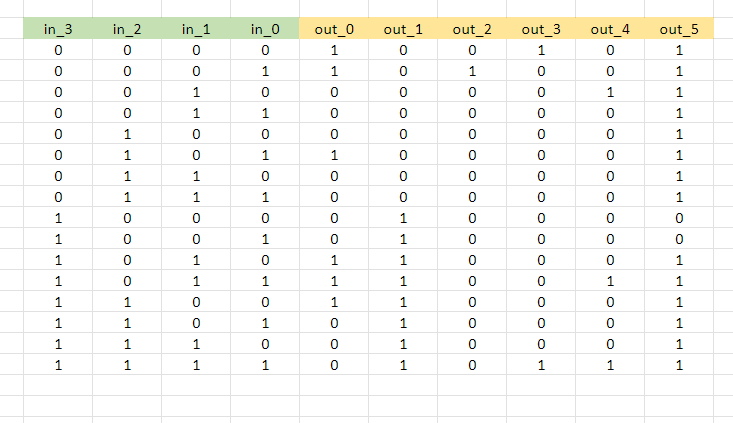 in_3 in_2 in_1 in_0 out_0 out_1 out_2 out_3 out_4 out_5
0 0 0 0 1 0 0 1 0 1
0 0 0 1 1 0 1 0 0 1
0 0 1 0 0 0 0 0 1 1
0 0 1 1 0 0 0 0 0 1
0 1 0 0 0 0 0 0 0 1
0 1 0 1 1 0 0 0 0 1
0 1 1 0 0 0 0 0 0 1
0 1 1 1 0 0 0 0 0 1
1 0 0 0 0 1 0 0 0 0
1 0 0 1 0 1 0 0 0 0
1 0 1 0 1 1 0 0 0 1
1 0 1 1 1 1 0 0 1 1
1 1 0 0 1 1 0 0 0 1
1 1 0 1 0 1 0 0 0 1
1 1 1 0 0 1 0 0 0 1
1 1 1 1 0 1 0 1 1 1